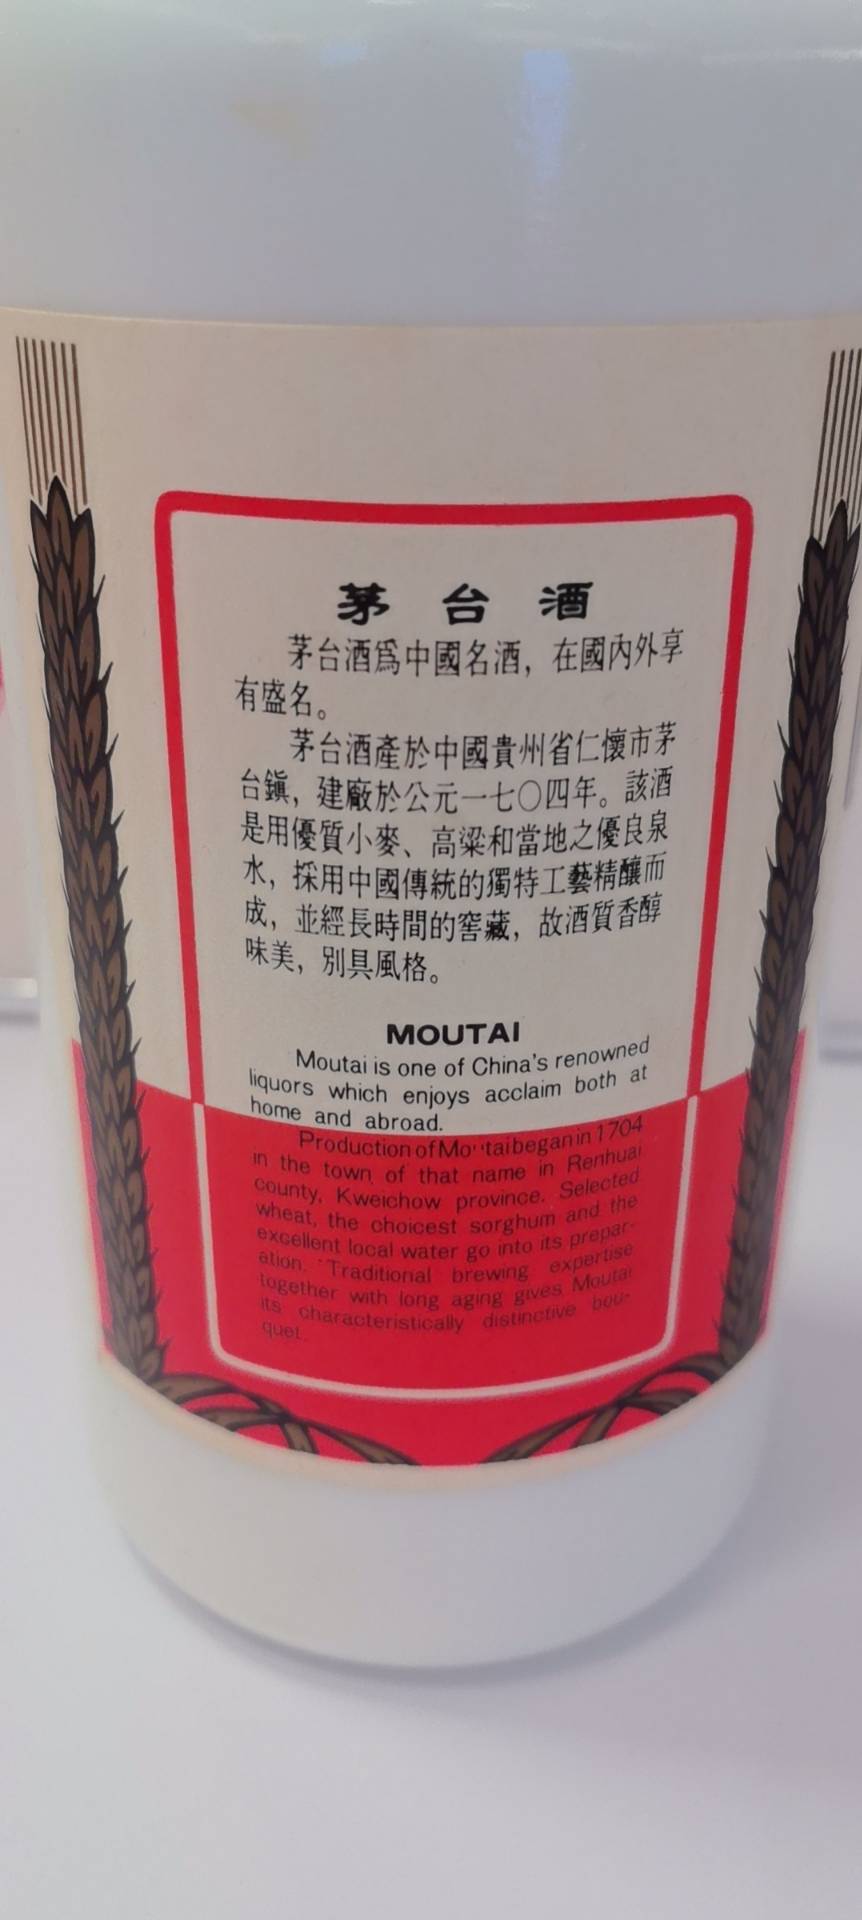 茅台酒
茅台酒爲中國名酒，在國內外享
有盛名。
茅台酒產於中國貴州省仁懷市茅
台鎮，建廠於公元一七〇四年。該酒
是用優質小麥、高粱和當地之優良泉
水，採用中國傳統的獨特工藝精釀而
成，並經長時間的窖藏，故酒質香醇
味美，別具風格。
MOUTAI
Moutai is one of China's renowned
liquors which enjoys acclaim both at
home and abroad.
Production of Moutai began in 1704
in the town of that name in Renhuai
county, Kweichow province. Selected
wheat, the choicest sorghum and the
excellent local water go into its prepar-
ation. Traditional brewing expertise
together with long aging gives Moutai
its characteristically distinctive bou-
quet.